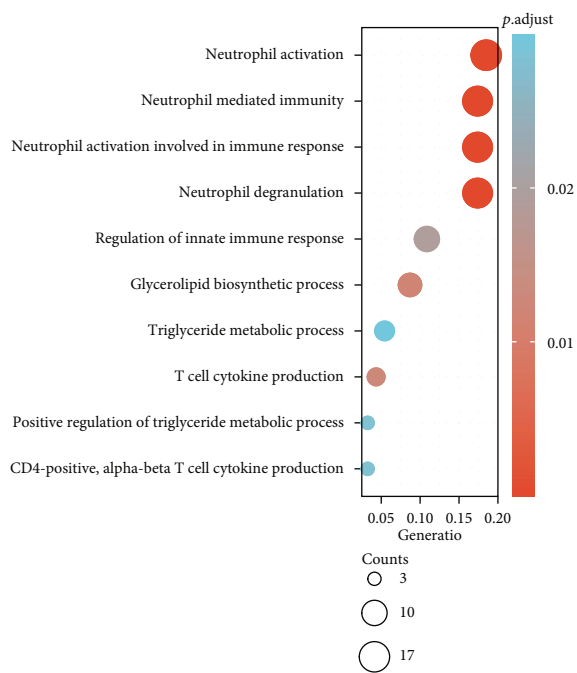 p.adjust
Neutrophil activation
Neutrophil mediated immunity
Neutrophil activation involved in immune response
Neutrophil degranulation
0.02
Regulation of innate immune response
Glycerolipid biosynthetic process
Triglyceride metabolic process
0.01
T cell cytokine production
Positive regulation of triglyceride metabolic process
CD4-positive, alpha-beta T cell cytokine production
0.05 0.10 0.15 0.20
Generatio
Counts
3
10
17